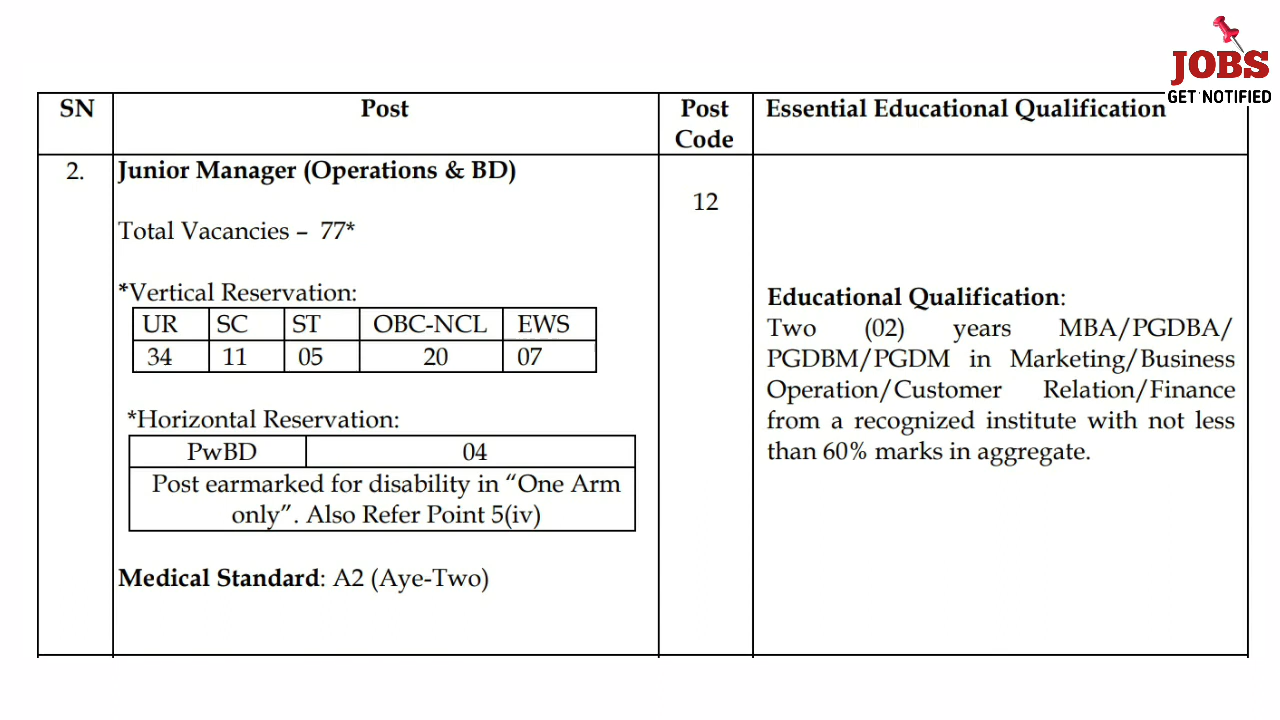 JOBS
GET NOTIFIED
SN Post Post Code Essential Educational Qualification
2. Junior Manager (Operations & BD)
12
Total Vacancies – 77*
*Vertical Reservation:
UR SC ST OBC-NCL EWS
34 11 05 20 07
*Horizontal Reservation:
PwBD 04
Post earmarked for disability in “One Arm
only”. Also Refer Point 5(iv)
Medical Standard: A2 (Aye-Two)
Educational Qualification:
Two (02) years MBA/PGDBA/
PGDBM/PGDM in Marketing/Business
Operation/Customer Relation/Finance
from a recognized institute with not less
than 60% marks in aggregate.